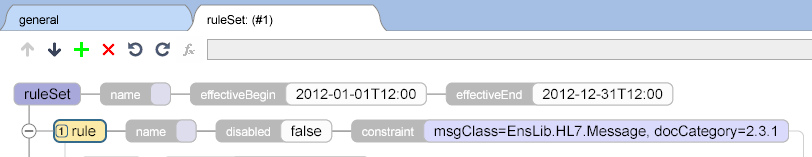 general ruleSet: (#1)
fx
ruleSet name effectiveBegin 2012-01-01T12:00 effectiveEnd 2012-12-31T12:00
1 rule name disabled false constraint msgClass=EnsLib.HL7.Message, docCategory=2.3.1